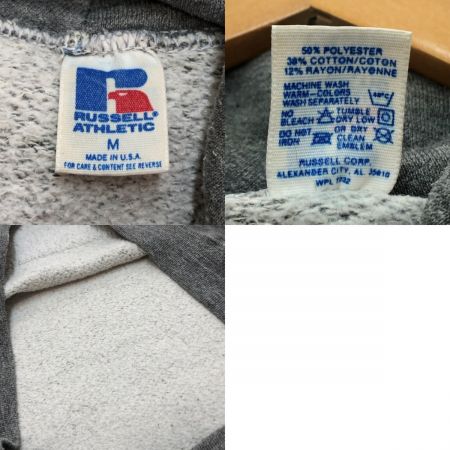 RUSSELL
ATHLETIC
M
MADE IN U.S.A.
FOR CARE & CONTENT SEE REVERSE
50% POLYESTER
38% COTTON/COTON
12% RAYON/RAYONNE
MACHINE WASH
WARM-COLORS
WASH SEPARATELY
NO BLEACH
TUMBLE DRY LOW
DO NOT IRON
OR DRY CLEAN EMBLEM
RUSSELL CORP.
ALEXANDER CITY, AL. 35010